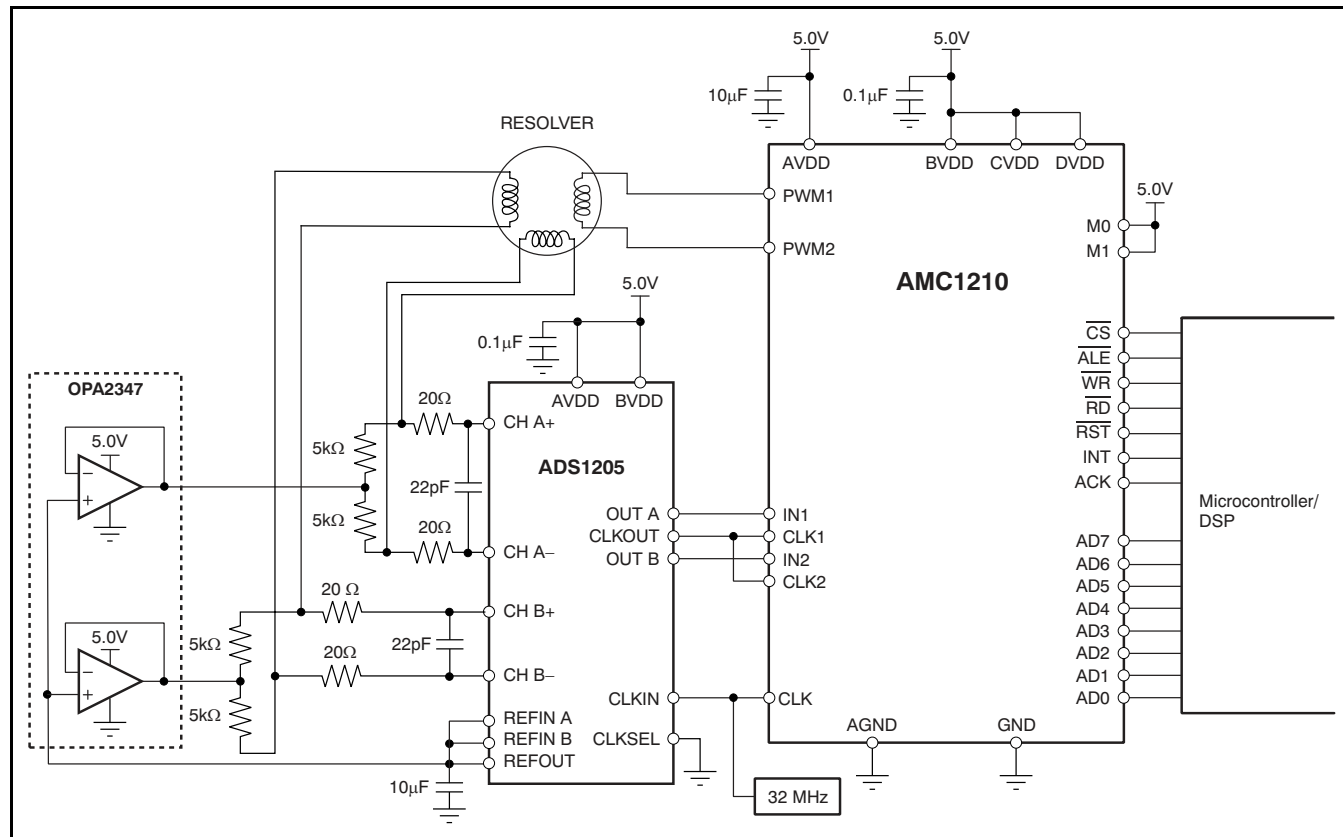 5.0V
5.0V
10µF
0.1µF
RESOLVER
AVDD
BVDD
CVDD
DVDD
5.0V
PWM1
M0
PWM2
M1
AMC1210
5.0V
0.1µF
CS
ALE
OPA2347
AVDD
BVDD
WR
20Ω
CH A+
RD
5.0V
5kΩ
RST
ADS1205
INT
22pF
ACK
Microcontroller/
DSP
5kΩ
20Ω
OUT A
IN1
CLKOUT
CLK1
AD7
CH A–
OUT B
IN2
AD6
CLK2
AD5
20 Ω
CH B+
AD4
5.0V
5kΩ
22pF
AD3
20Ω
AD2
CH B–
AD1
CLKIN
CLK
AD0
5kΩ
REFIN A
REFIN B
CLKSEL
AGND
GND
REFOUT
10µF
32 MHz